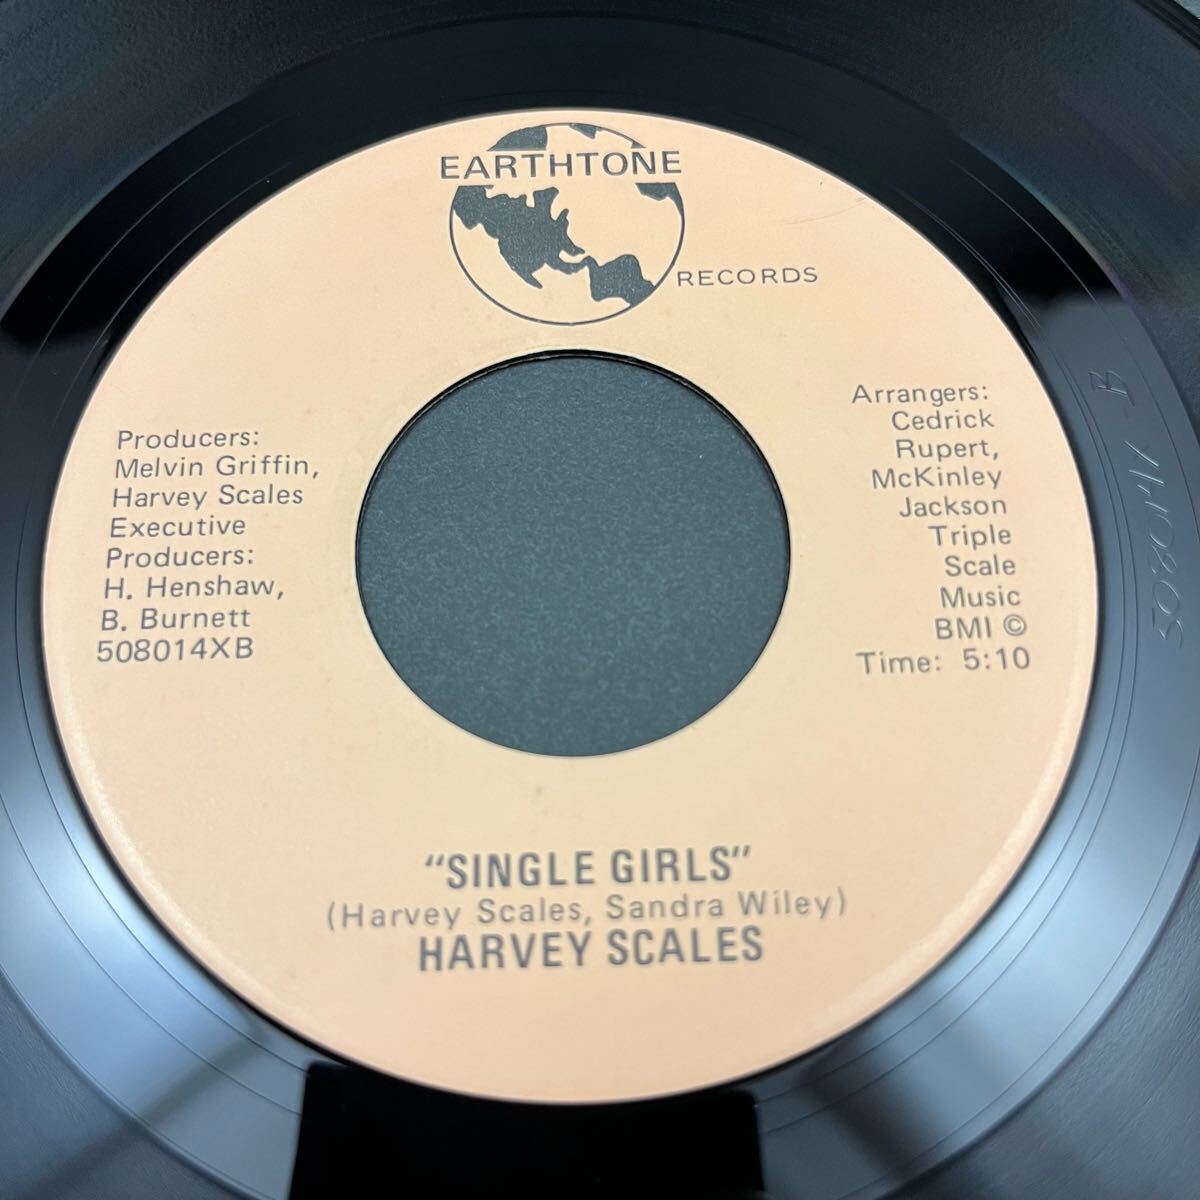 EARTHTONE
RECORDS
Producers:
Melvin Griffin,
Harvey Scales
Executive
Producers:
H. Henshaw,
B. Burnett
508014XB
Arrangers:
Cedrick
Rupert,
McKinley
Jackson
Triple
Scale
Music
BMI ©
Time: 5:10
"SINGLE GIRLS"
(Harvey Scales, Sandra Wiley)
HARVEY SCALES